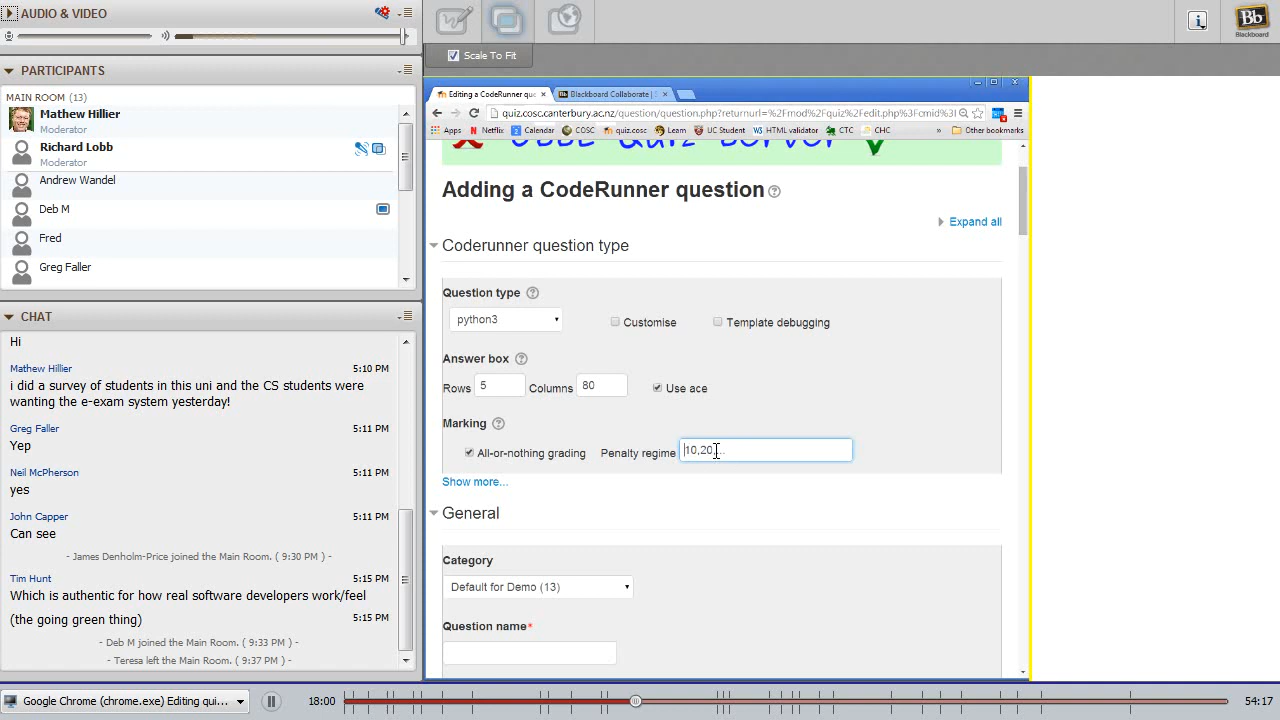 AUDIO & VIDEO
PARTICIPANTS
MAIN ROOM (13)
Mathew Hillier
Moderator
Richard Lobb
Moderator
Andrew Wandel
Deb M
Fred
Greg Faller
CHAT
Hi
Mathew Hillier 5:10 PM
i did a survey of students in this uni and the CS students were
wanting the e-exam system yesterday!
Greg Faller 5:11 PM
Yep
Neil McPherson 5:11 PM
yes
John Capper 5:11 PM
Can see
- James Denholm-Price joined the Main Room. ( 9:30 PM ) -
Tim Hunt 5:15 PM
Which is authentic for how real software developers work/feel
(the going green thing) 5:15 PM
- Deb M joined the Main Room. ( 9:33 PM ) -
- Teresa left the Main Room. ( 9:37 PM ) -
Scale To Fit
Bb
Blackboard
Editing a CodeRunner que
Blackboard Collaborate |
quiz.cosc.canterbury.ac.nz/question/question.php?returnurl=%2Fmod%2Fquiz%2Fedit.php%3Fcmid%3
Apps Netflix Calendar COSC quiz.cosc Learn UC Student HTML validator CTC CHC Other bookmarks
Adding a CodeRunner question
Expand all
Coderunner question type
Question type
python3 Customise Template debugging
Answer box
Rows 5 Columns 80 Use ace
Marking
All-or-nothing grading Penalty regime 10,20,...
Show more...
General
Category
Default for Demo (13)
Question name*
Google Chrome (chrome.exe) Editing qui... 18:00 54:17